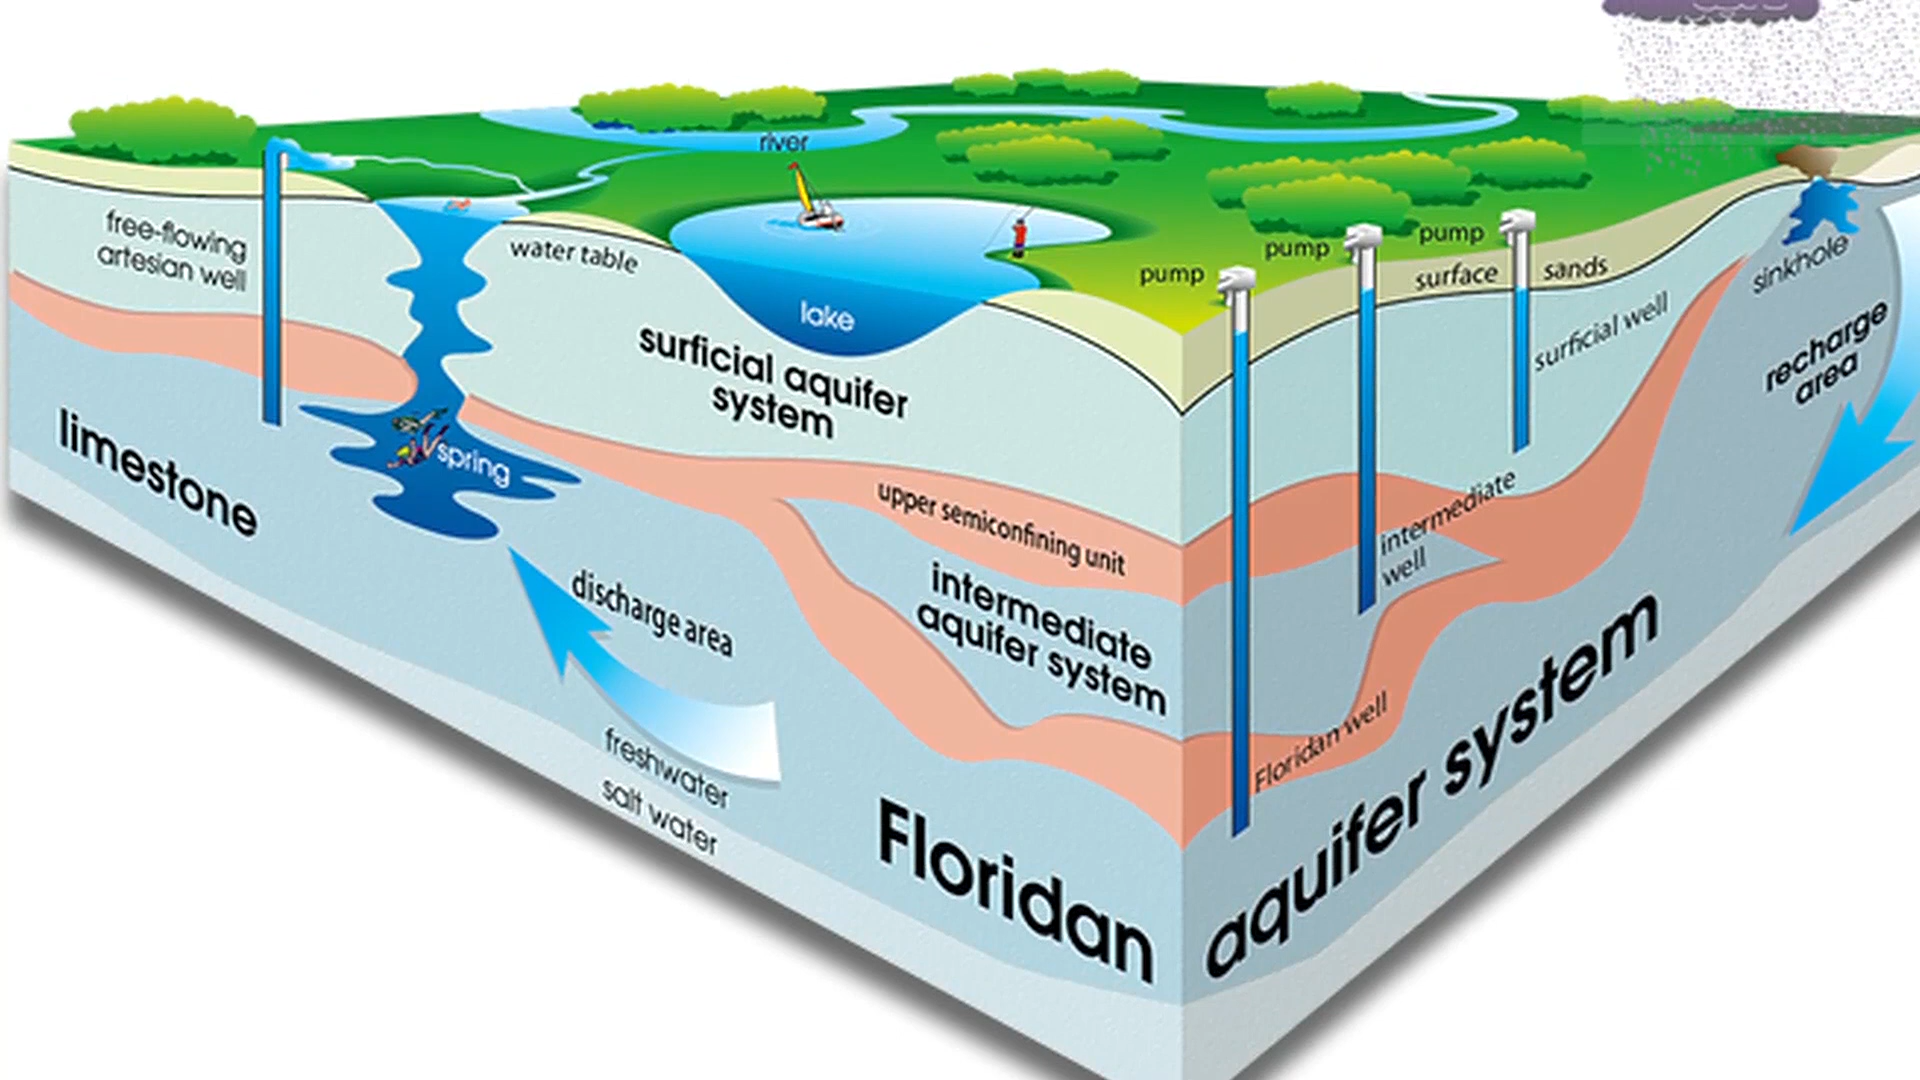 river
free-flowing
artesian well
water table
lake
surficial aquifer
system
pump
pump
pump
surface sands
surficial well
sinkhole
recharge
area
limestone
spring
upper semiconfining unit
intermediate
well
discharge area
intermediate
aquifer system
Floridan well
freshwater
salt water
Floridan
aquifer system